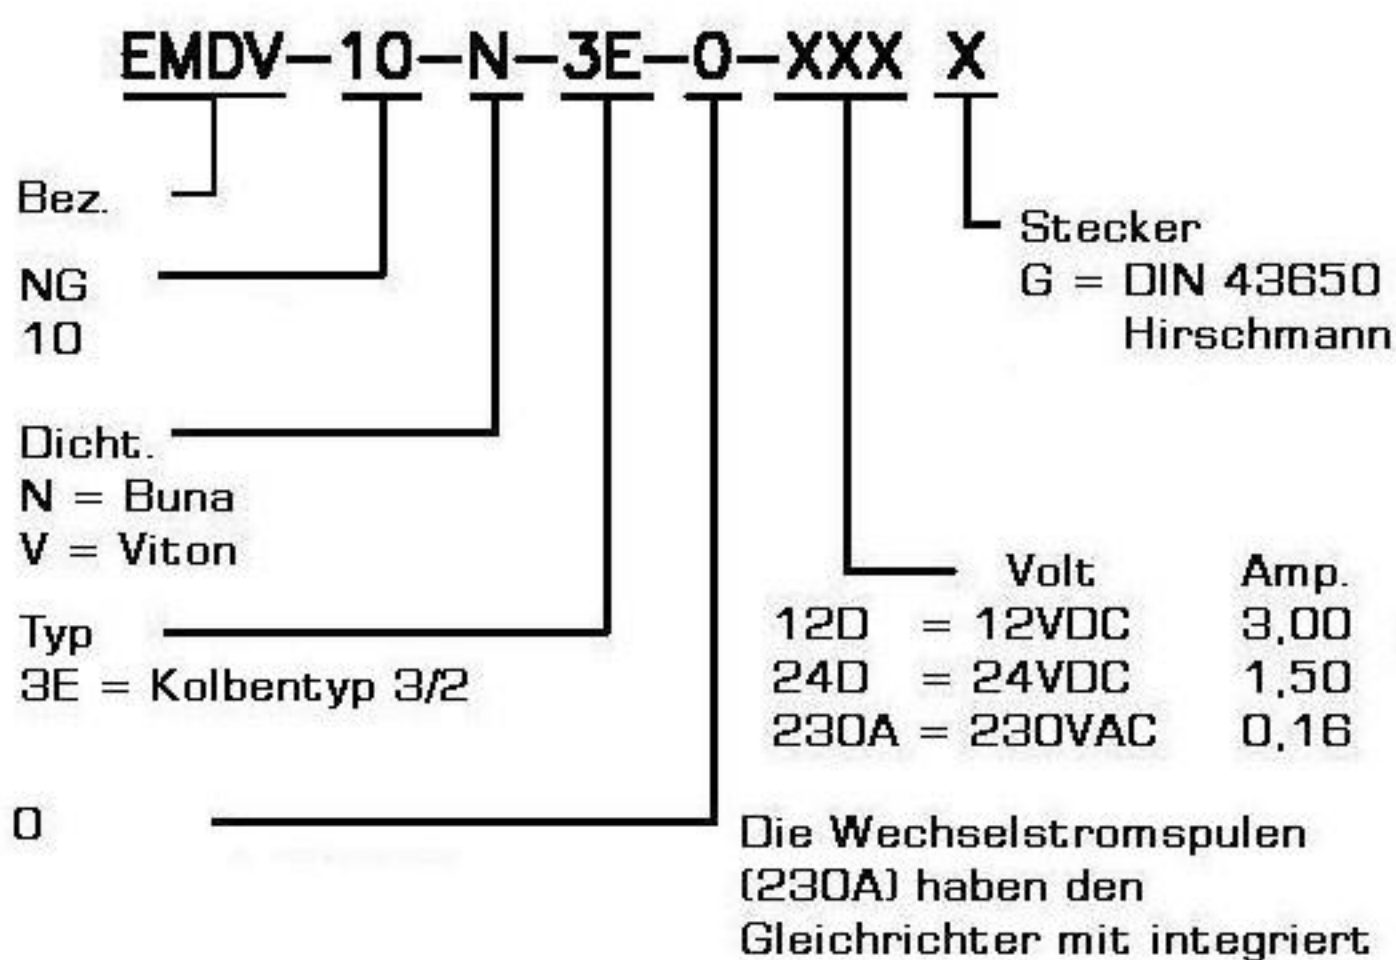 EMDV-10-N-3E-0-XXX X
Bez.
NG
10
Dicht.
N = Buna
V = Viton
Typ
3E = Kolbentyp 3/2
0
Stecker
G = DIN 43650
Hirschmann
Volt Amp.
12D = 12VDC 3,00
24D = 24VDC 1,50
230A = 230VAC 0,16
Die Wechselstromspulen
(230A) haben den
Gleichrichter mit integriert